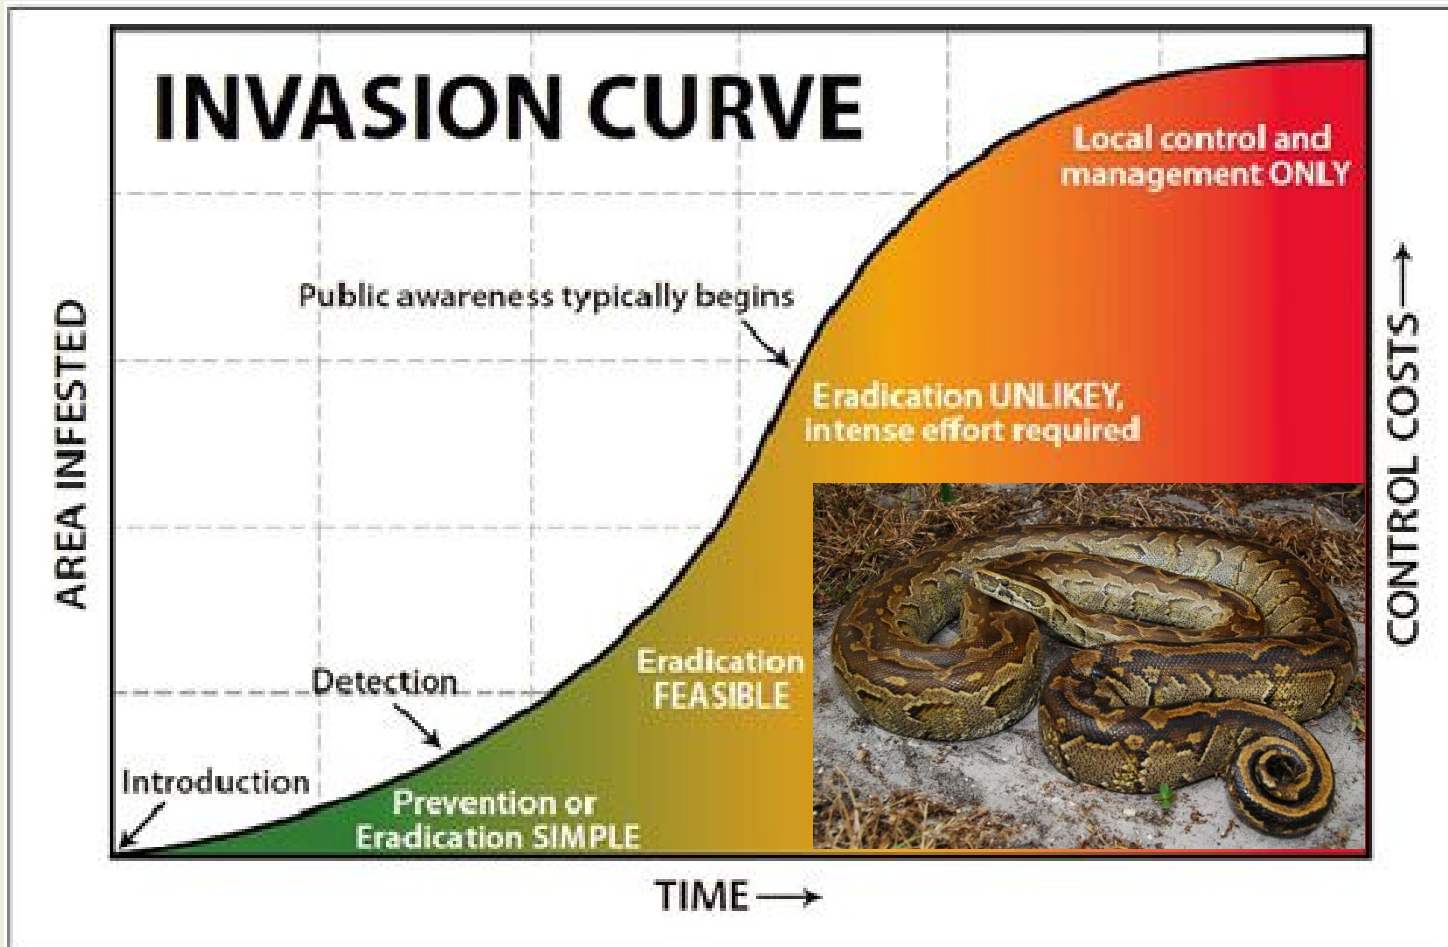 INVASION CURVE
Local control and
management ONLY
Public awareness typically begins
Eradication UNLIKEY,
intense effort required
Detection
Eradication
FEASIBLE
Introduction
Prevention or
Eradication SIMPLE
AREA INFESTED
CONTROL COSTS
TIME